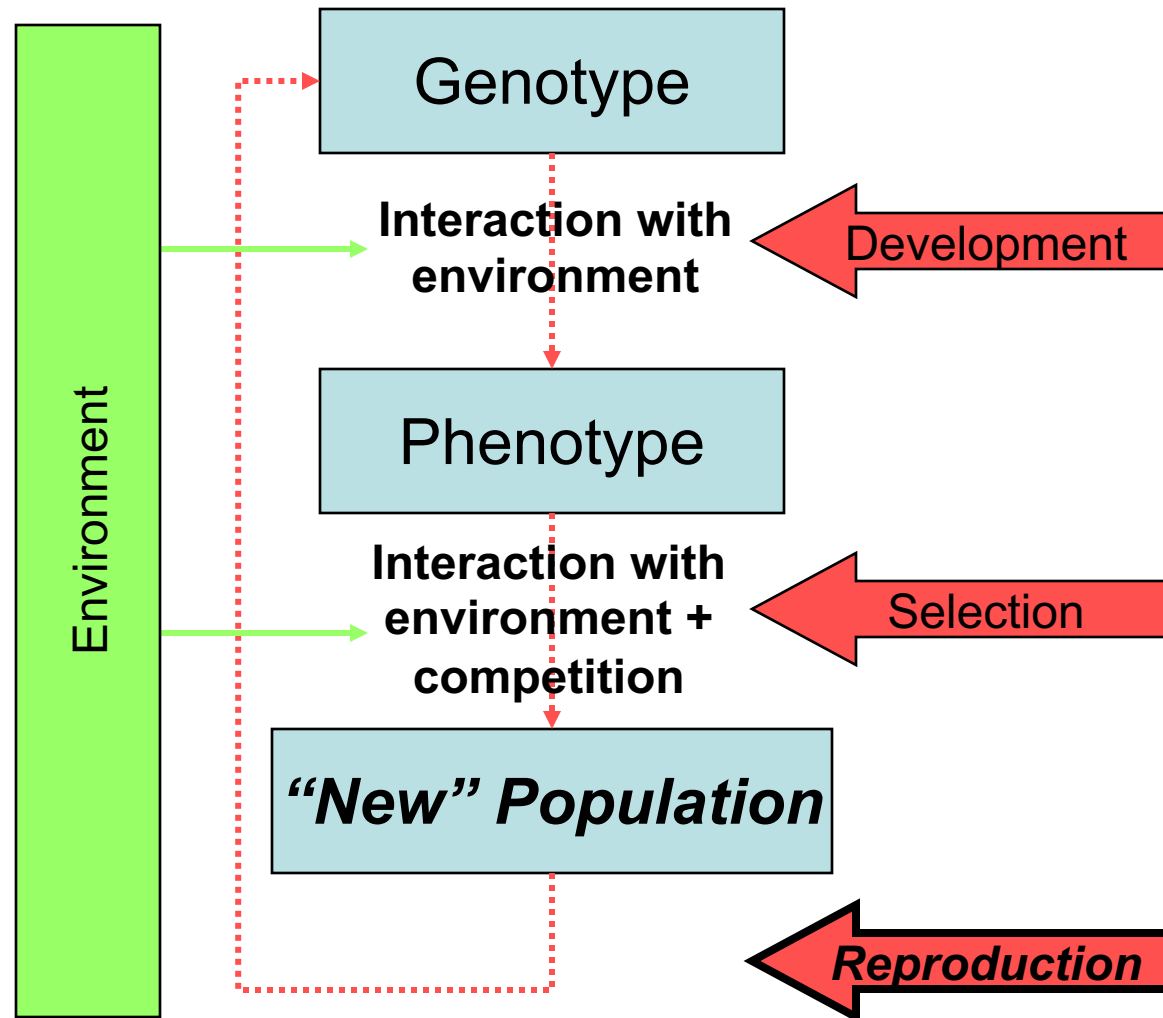 Genotype
Interaction with
environment
Development
Environment
Phenotype
Interaction with
environment +
competition
Selection
“New” Population
Reproduction